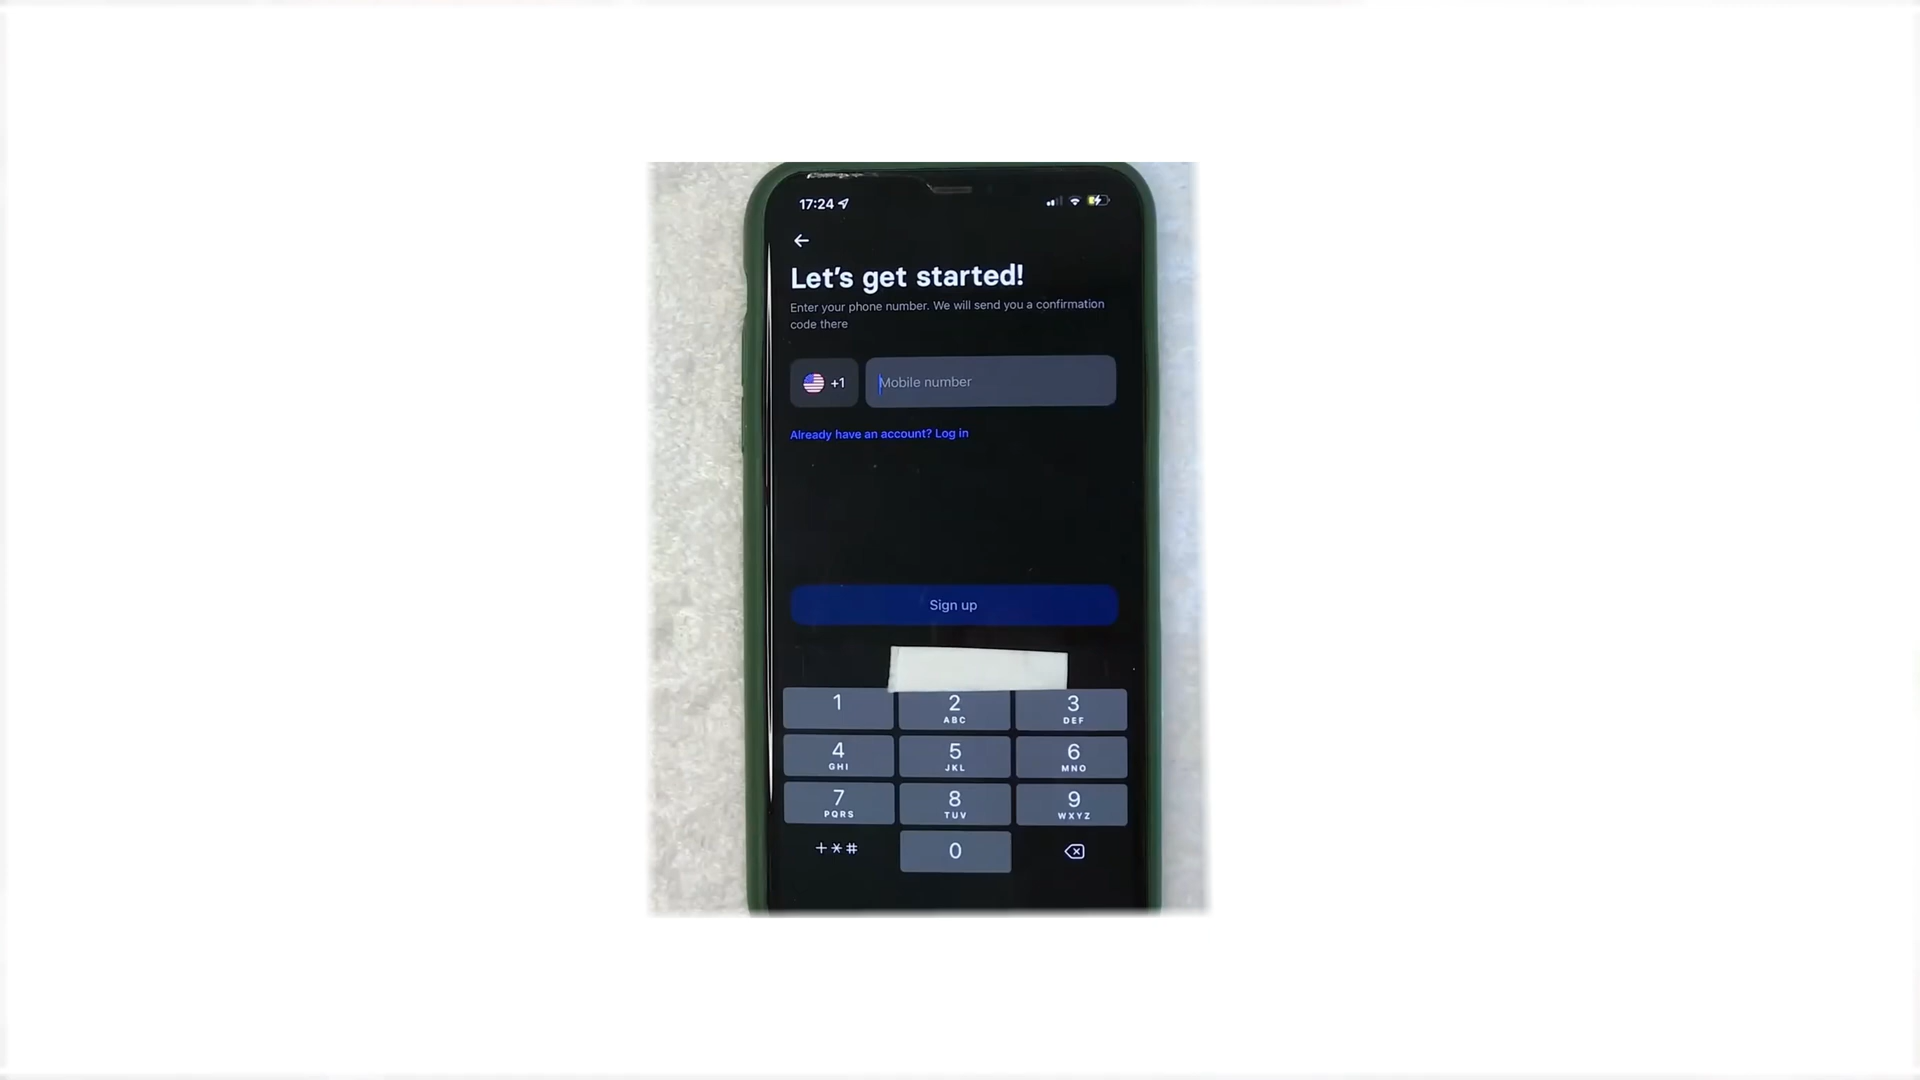 17:24
Let's get started!
Enter your phone number. We will send you a confirmation
code there
+1
Mobile number
Already have an account? Log in
Sign up
1
2
ABC
3
DEF
4
GHI
5
JKL
6
MNO
7
PQRS
8
TUV
9
WXYZ
+*#
0